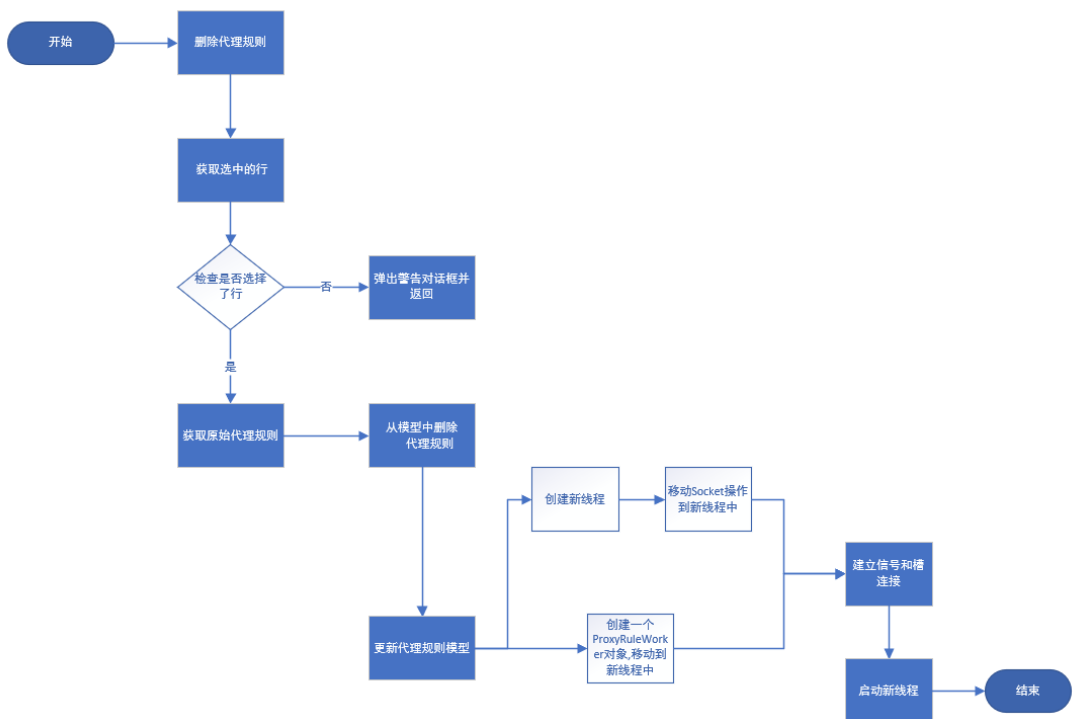 开始
删除代理规则
获取选中的行
检查是否选择
了行
否
弹出警告对话框并
返回
是
获取原始代理规则
从模型中删除
代理规则
创建新线程
移动Socket操作
到新线程中
建立信号和槽
连接
更新代理规则模型
创建一个
ProxyRuleWork
er对象,移动到
新线程中
启动新线程
结束